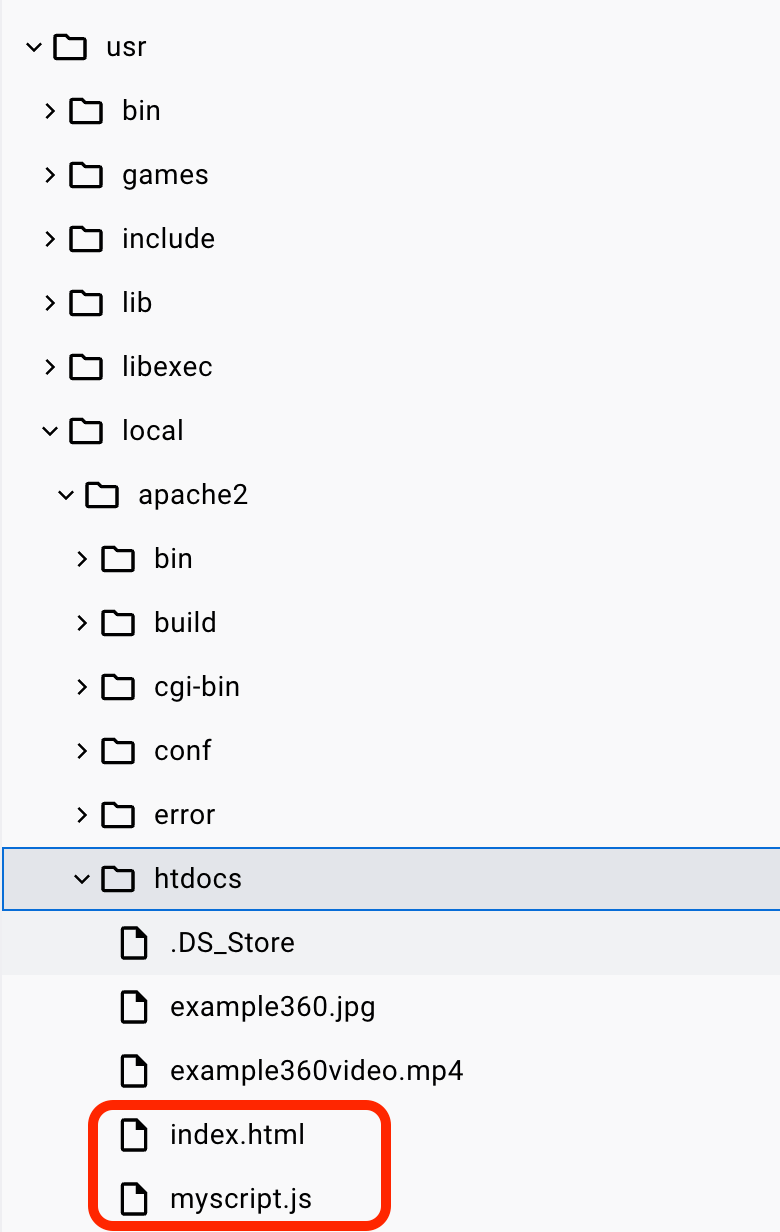 usr
bin
games
include
lib
libexec
local
apache2
bin
build
cgi-bin
conf
error
htdocs
.DS_Store
example360.jpg
example360video.mp4
index.html
myscript.js